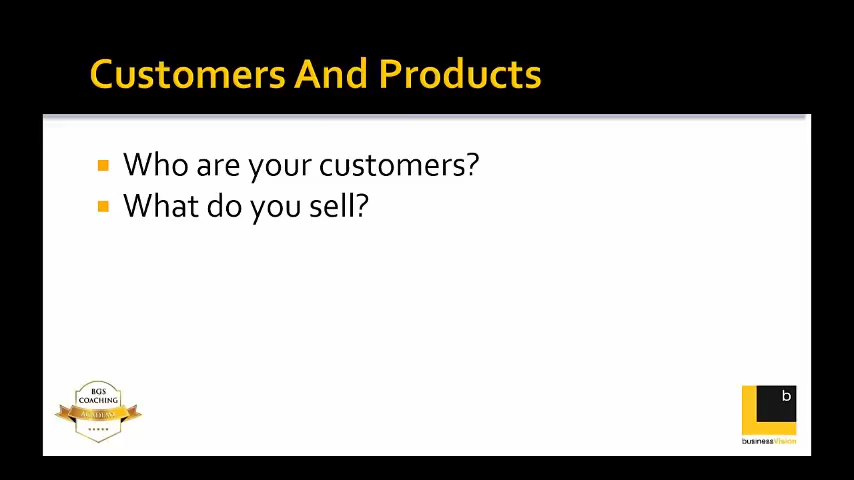 Customers And Products
Who are your customers?
What do you sell?
BGS
COACHING
ACADEMY
b
businessVision